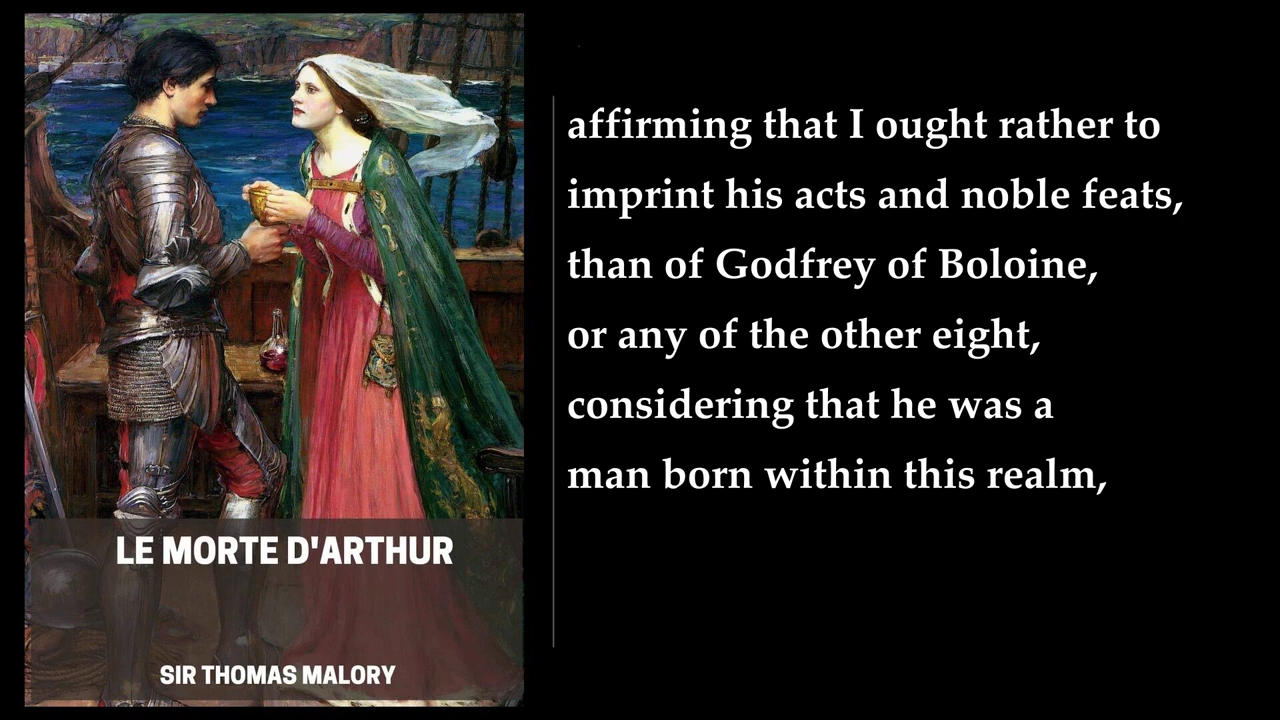 LE MORTE D'ARTHUR
SIR THOMAS MALORY
affirming that I ought rather to
imprint his acts and noble feats,
than of Godfrey of Boloine,
or any of the other eight,
considering that he was a
man born within this realm,